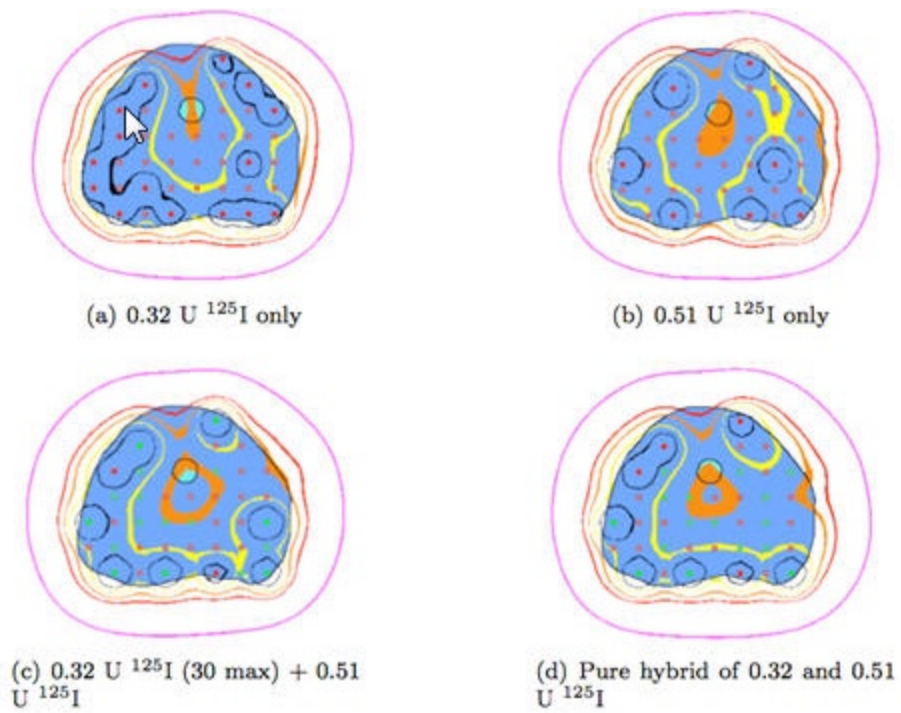 (a) 0.32 U ¹²⁵I only
(b) 0.51 U ¹²⁵I only
(c) 0.32 U ¹²⁵I (30 max) + 0.51
U ¹²⁵I
(d) Pure hybrid of 0.32 and 0.51
U ¹²⁵I